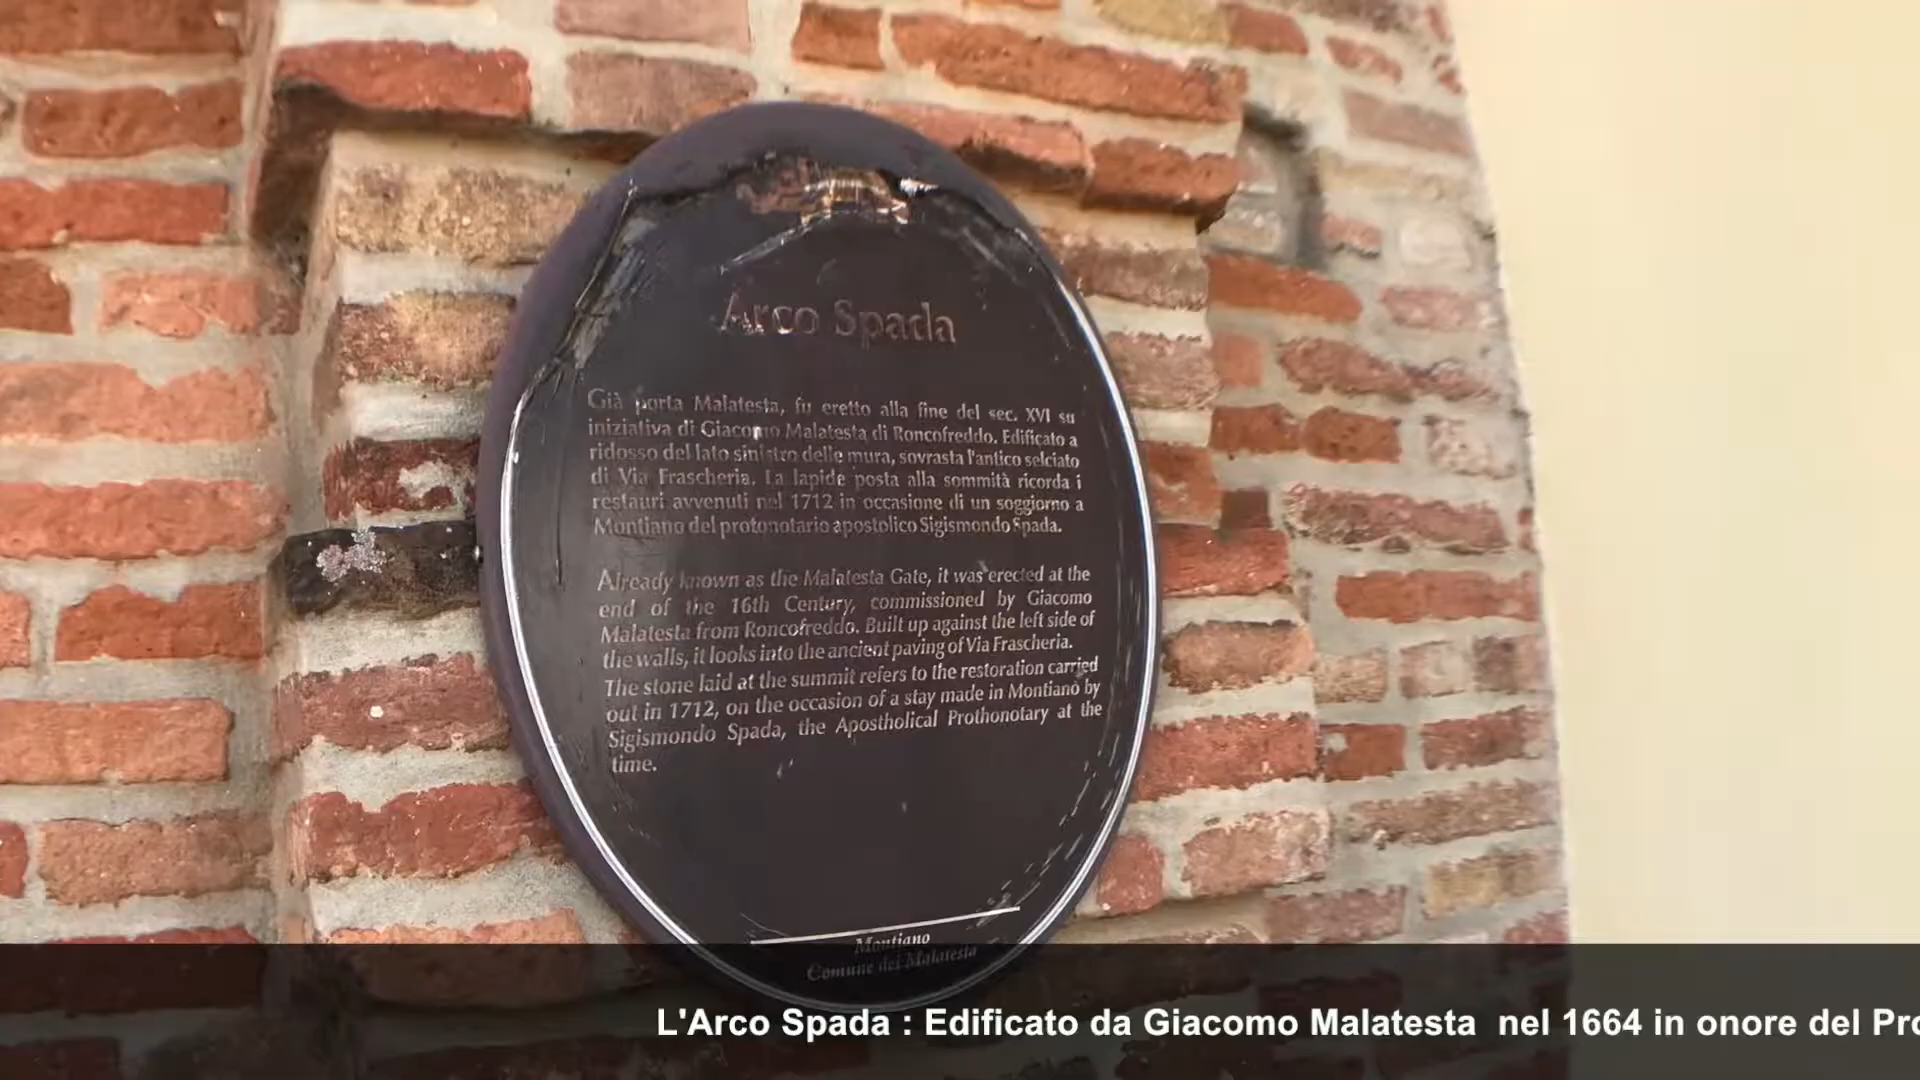 Arco Spada
Già porta Malatesta, fu eretto alla fine del sec. XVI su
iniziativa di Giacomo Malatesta di Roncofreddo. Edificato a
ridosso del lato sinistro delle mura, sovrasta l'antico selciato
di Via Frascheria. La lapide posta alla sommità ricorda i
restauri avvenuti nel 1712 in occasione di un soggiorno a
Montiano del protonotario apostolico Sigismondo Spada.
Already known as the Malatesta Gate, it was erected at the
end of the 16th Century, commissioned by Giacomo
Malatesta from Roncofreddo. Built up against the left side of
the walls, it looks into the ancient paving of Via Frascheria.
The stone laid at the summit refers to the restoration carried
out in 1712, on the occasion of a stay made in Montiano by
Sigismondo Spada, the Apostholical Prothonotary at the
time.
Montiano
Comune dei Malatesta
L'Arco Spada : Edificato da Giacomo Malatesta nel 1664 in onore del Pro